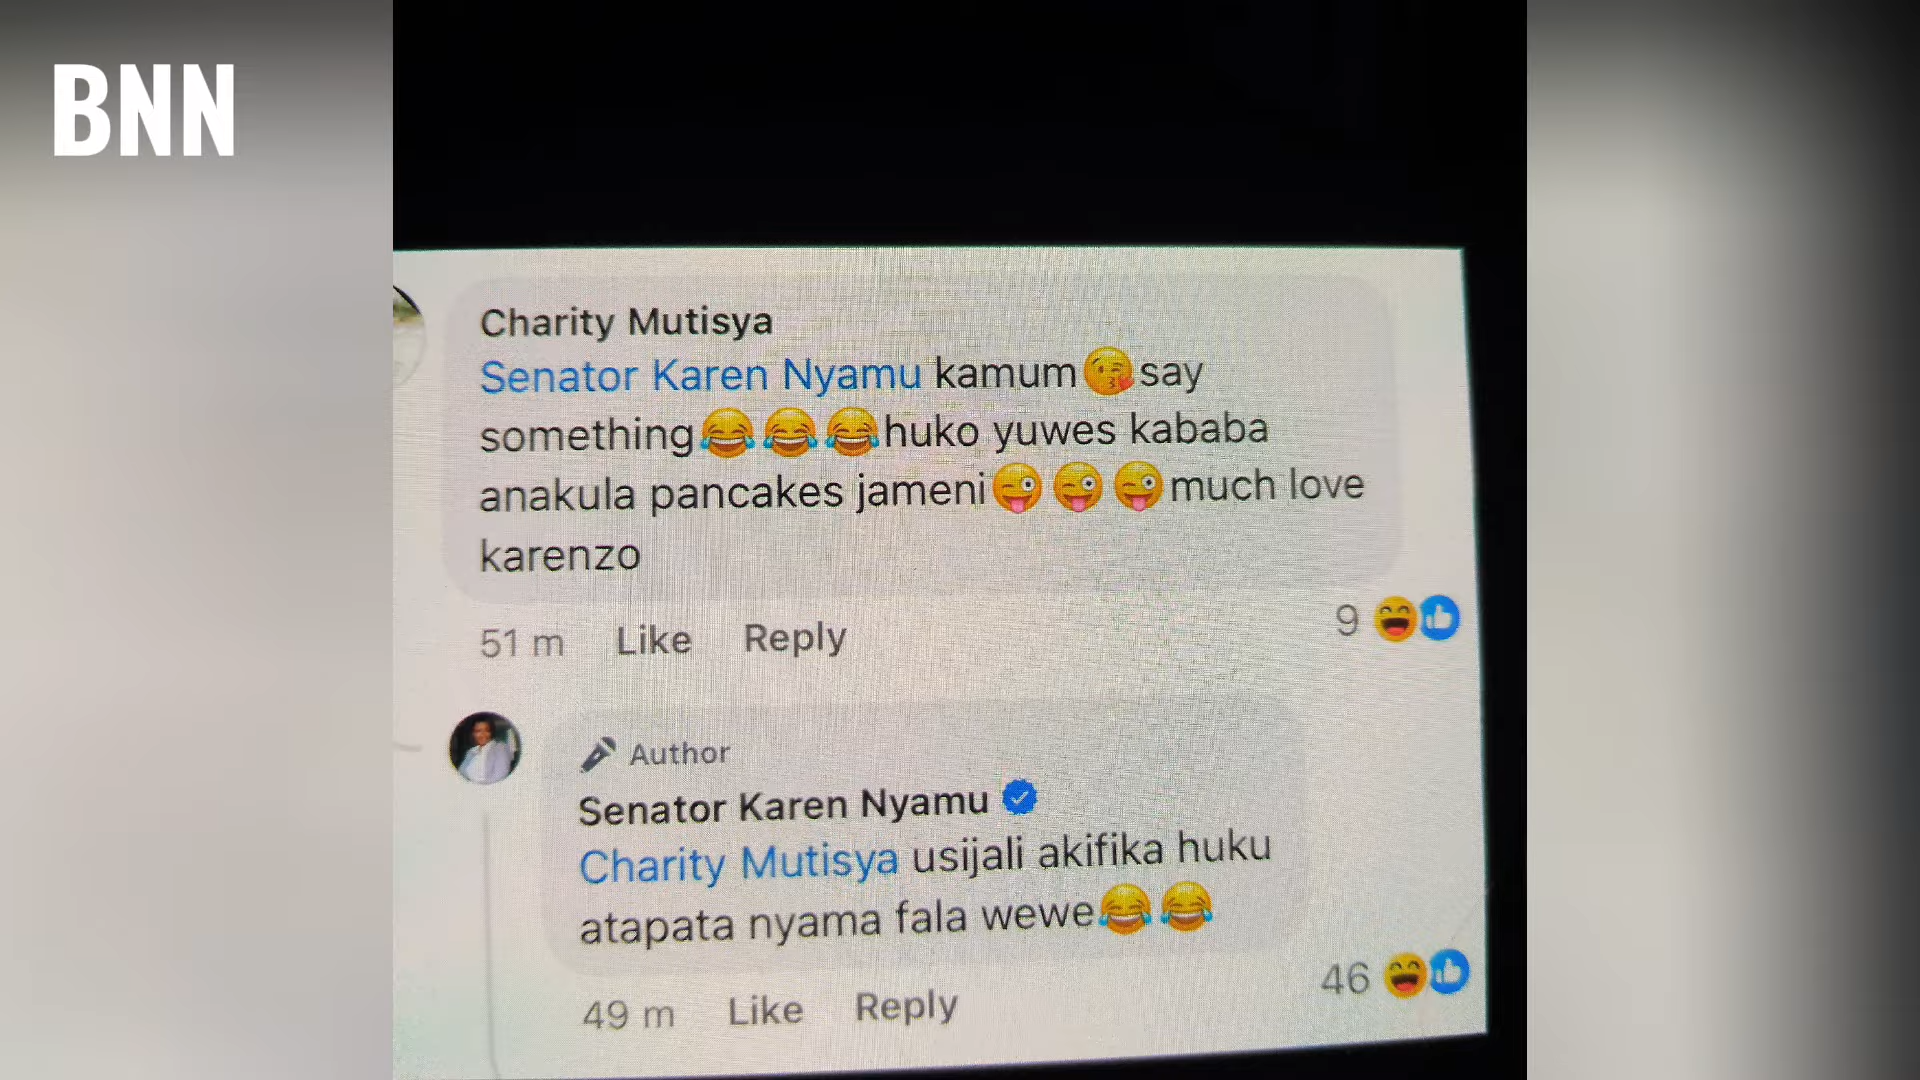 BNN
Charity Mutisya
Senator Karen Nyamu kamum😘say
something😂😂😂huko yuwes kababa
anakula pancakes jameni😜😜😜much love
karenzo
51 m Like Reply
9
Author
Senator Karen Nyamu
Charity Mutisya usijali akifika huku
atapata nyama fala wewe😂😂
46
49 m Like Reply